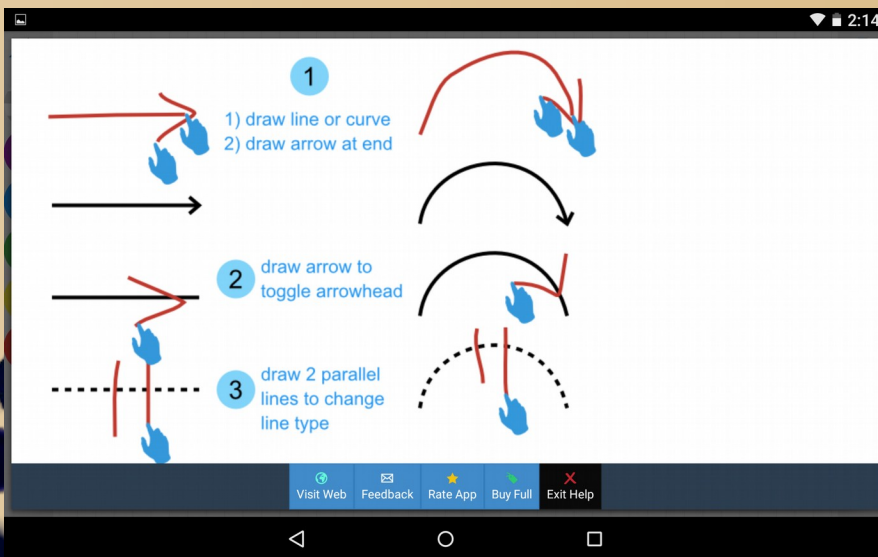 2:14
1
1) draw line or curve
2) draw arrow at end
2
draw arrow to
toggle arrowhead
3
draw 2 parallel
lines to change
line type
Visit Web Feedback Rate App Buy Full Exit Help